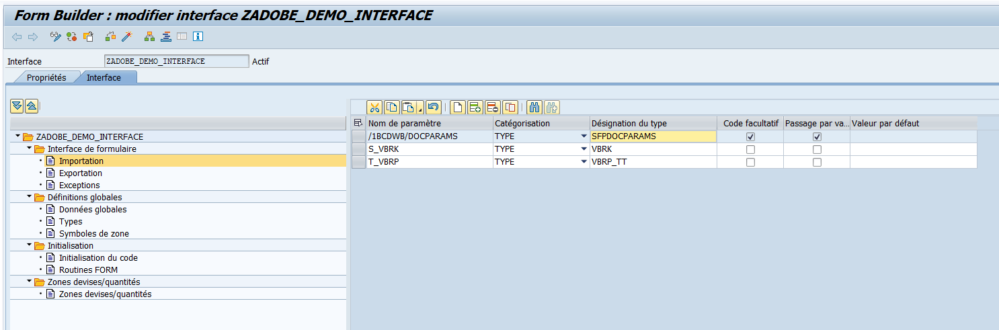 Form Builder : modifier interface ZADOBE_DEMO_INTERFACE
Interface ZADOBE_DEMO_INTERFACE Actif
Propriétés Interface
Nom de paramètre Catégorisation Désignation du type Code facultatif Passage par va... Valeur par défaut
/1BCDWB/DOCPARAMS TYPE SFPDOCPARAMS
S_VBRK TYPE VBRK
T_VBRP TYPE VBRP_TT
ZADOBE_DEMO_INTERFACE
Interface de formulaire
Importation
Exportation
Exceptions
Définitions globales
Données globales
Types
Symboles de zone
Initialisation
Initialisation du code
Routines FORM
Zones devises/quantités
Zones devises/quantités